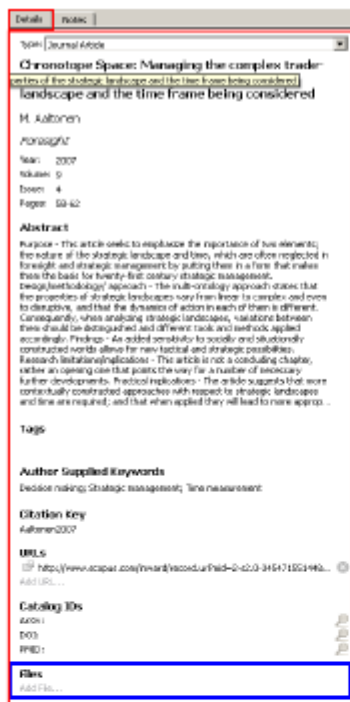 Details Notes
Type: Journal Article
Chronotope Space: Managing the complex trade-
perties of the strategic landscape and the time frame being considered
landscape and the time frame being considered
M. Aaltonen
Foresight
Year: 2007
Volume: 9
Issue: 4
Pages: 58-62
Abstract
Purpose - This article seeks to emphasize the importance of two elements;
the nature of the strategic landscape and time, which are often neglected in
foresight and strategic management by putting them in a form that makes
them the basis for twenty-first century strategic management.
Design/methodology/ approach - The multi-ontology approach states that
the properties of strategic landscapes vary from linear to complex and even
to disruptive, and that the dynamics of action in each of them is different.
Consequently, when analysing strategic landscapes, variations between
them should be distinguished and different tools and methods applied
accordingly. Findings - An added sensitivity to socially and situationally
constructed worlds allows for new tactical and strategic possibilities.
Research limitations/implications - This article is not a concluding chapter,
rather an opening one that points the way for a number of necessary
further developments. Practical implications - The article suggests that more
contextually constructed approaches with respect to strategic landscapes
and time are required; and that when applied they will lead to more approp...
Tags
Author Supplied Keywords
Decision making; Strategic management; Time measurement
Citation Key
Aaltonen2007
URLs
Add URL...
Catalog IDs
ArXiv:
DOI:
PMID:
Files
Add File...